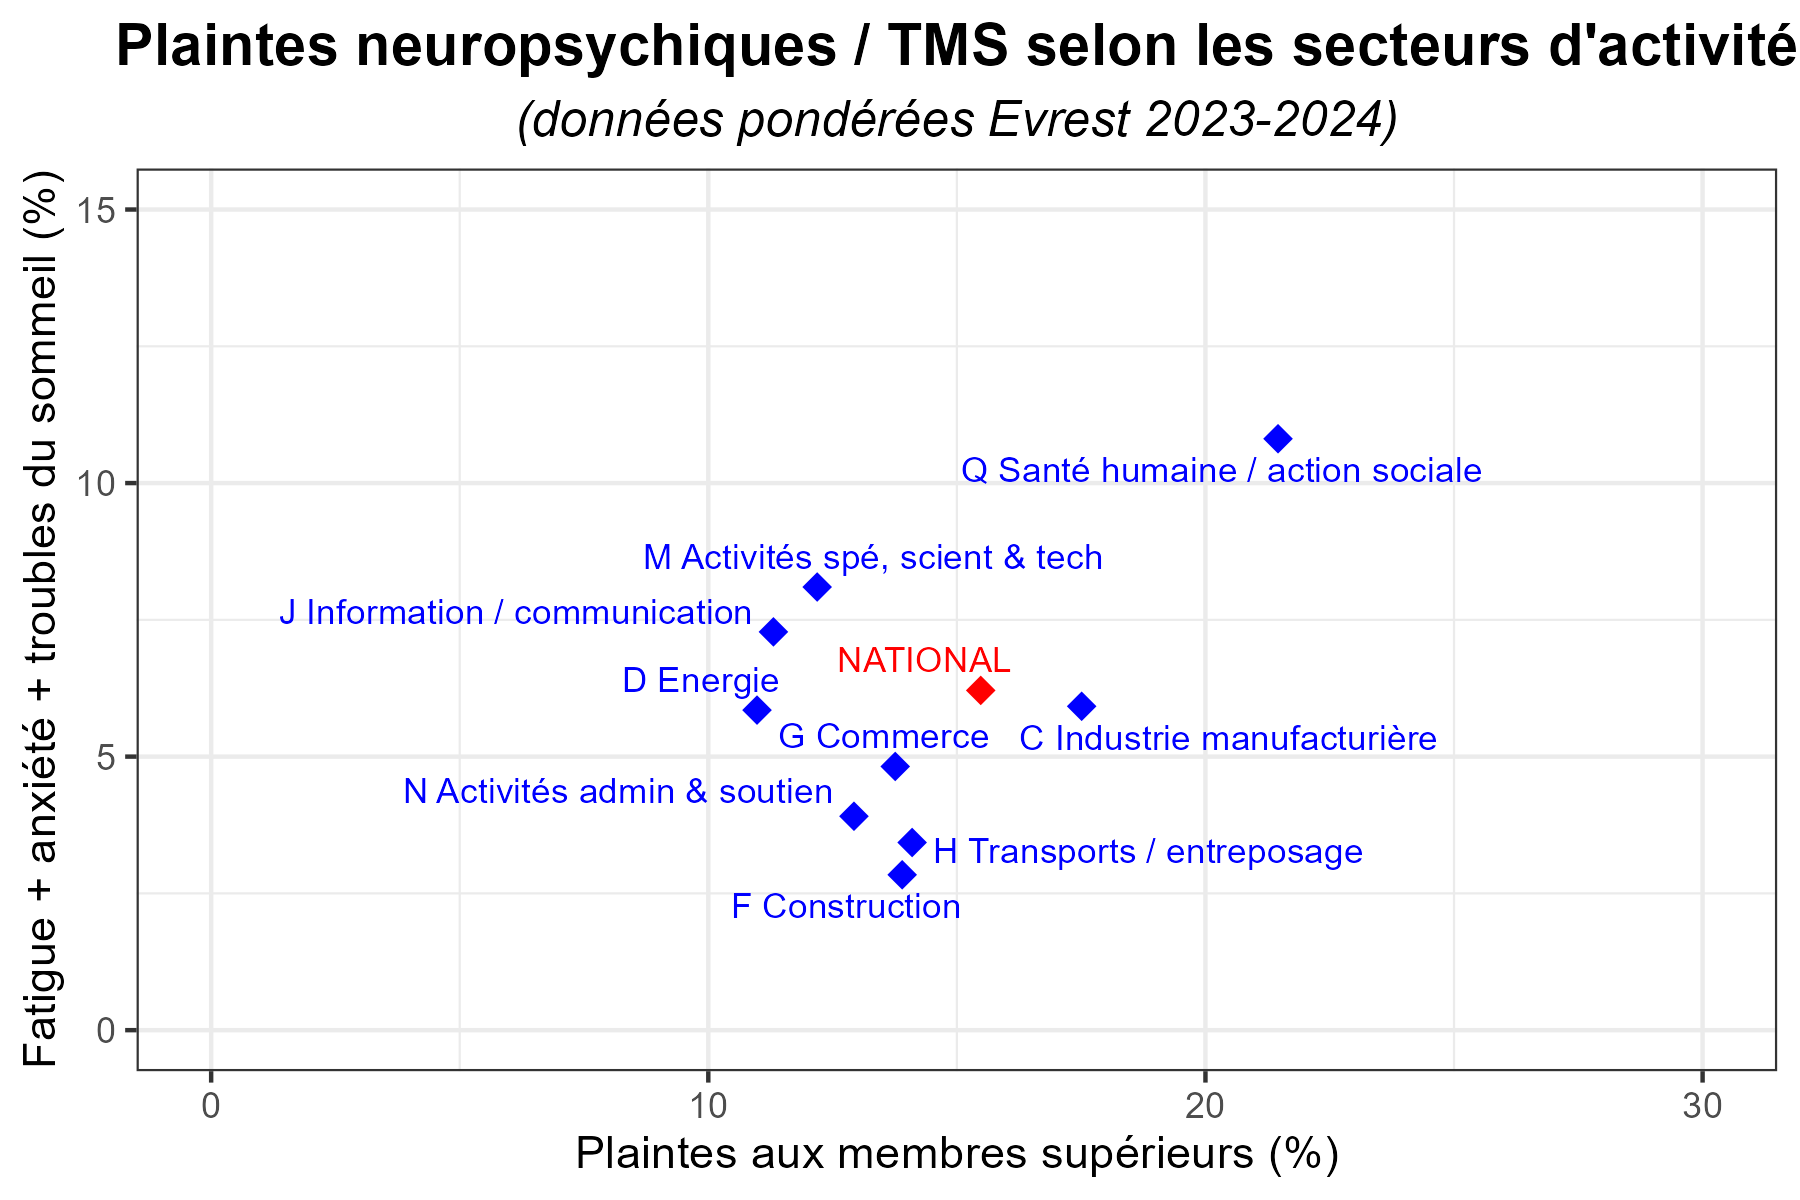 Plaintes neuropsychiques / TMS selon les secteurs d'activité
(données pondérées Evrest 2023-2024)
Fatigue + anxiété + troubles du sommeil (%)
15
10
5
0
Q Santé humaine / action sociale
M Activités spé, scient & tech
J Information / communication
NATIONAL
D Energie
G Commerce
C Industrie manufacturière
N Activités admin & soutien
H Transports / entreposage
F Construction
0
10
20
30
Plaintes aux membres supérieurs (%)